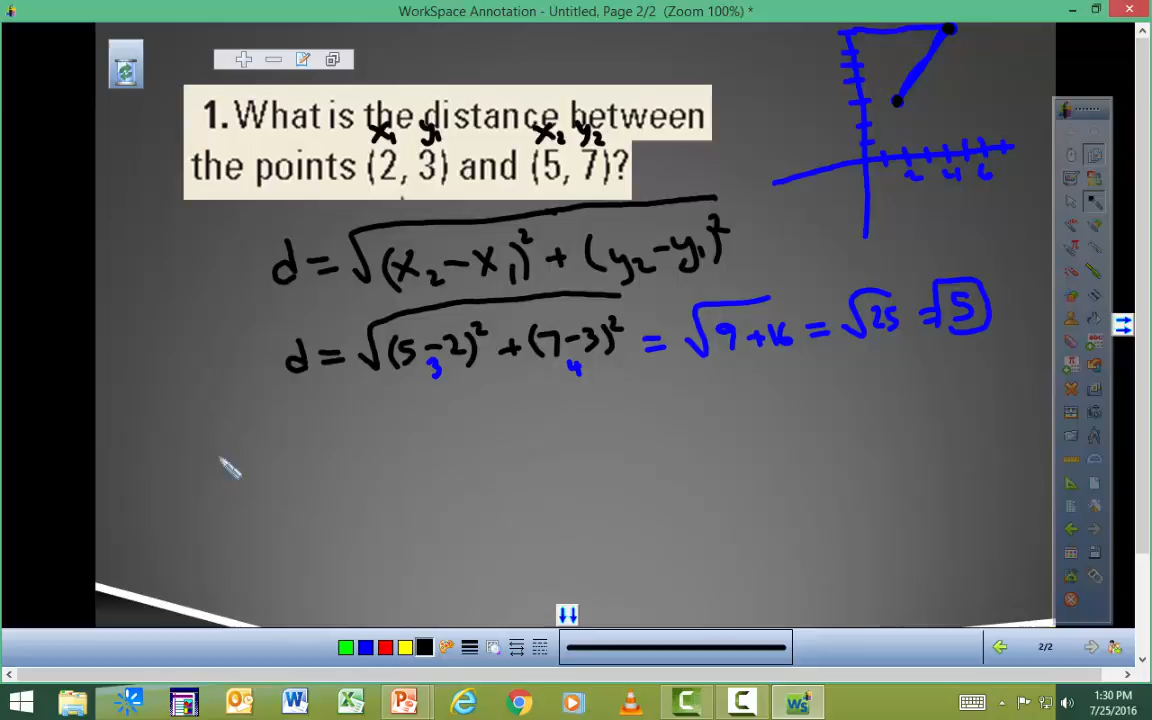 WorkSpace Annotation - Untitled, Page 2/2 (Zoom 100%) *
1. What is the distance between
x₁ y₁ x₂ y₂
the points (2, 3) and (5, 7)?
2 4 6
d = √(x₂ - x₁)² + (y₂ - y₁)²
d = √(5 - 2)² + (7 - 3)² = √9 + 16 = √25 = 5
3 4
2/2
1:30 PM
7/25/2016